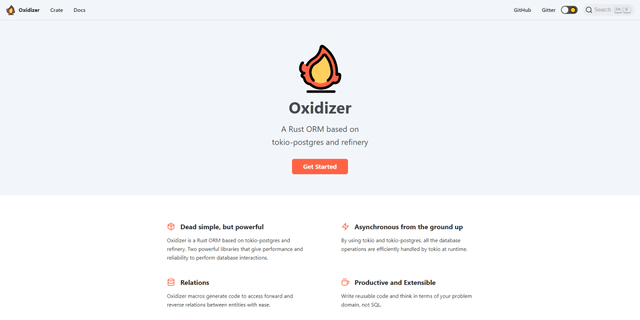 Oxidizer
Crate
Docs
GitHub
Gitter
Search
Oxidizer
A Rust ORM based on
tokio-postgres and refinery
Get Started
Dead simple, but powerful
Oxidizer is a Rust ORM based on tokio-postgres and
refinery. Two powerful libraries that give performance and
reliability to perform database interactions.
Asynchronous from the ground up
By using tokio and tokio-postgres, all the database
operations are efficiently handled by tokio at runtime.
Relations
Oxidizer macros generate code to access forward and
reverse relations between entities with ease.
Productive and Extensible
Write reusable code and think in terms of your problem
domain, not SQL.